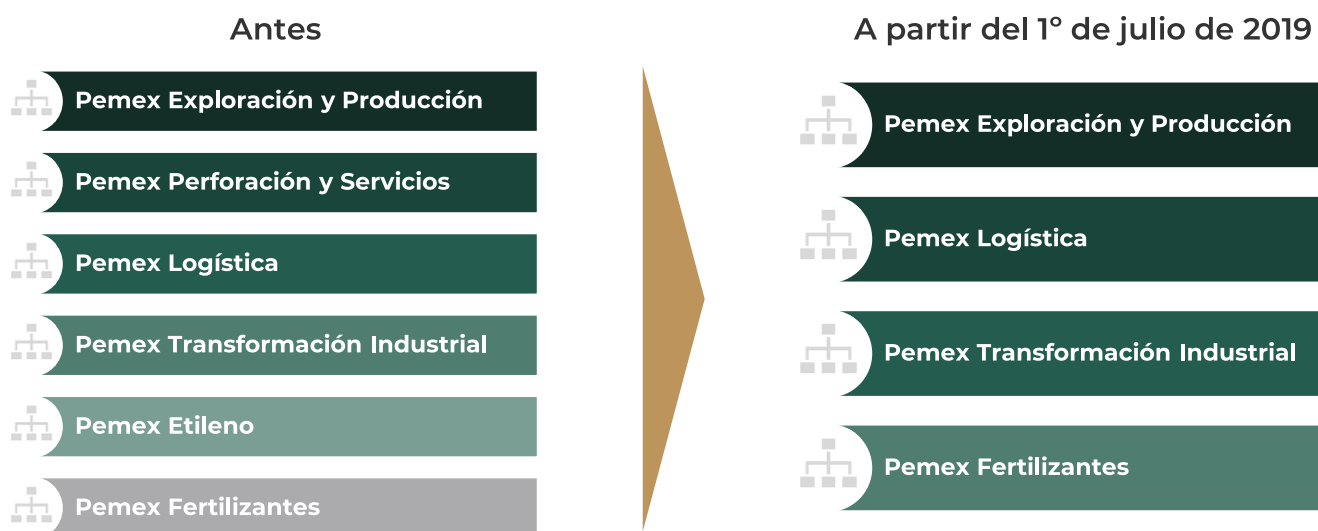 Antes
Pemex Exploración y Producción
Pemex Perforación y Servicios
Pemex Logística
Pemex Transformación Industrial
Pemex Etileno
Pemex Fertilizantes
A partir del 1º de julio de 2019
Pemex Exploración y Producción
Pemex Logística
Pemex Transformación Industrial
Pemex Fertilizantes